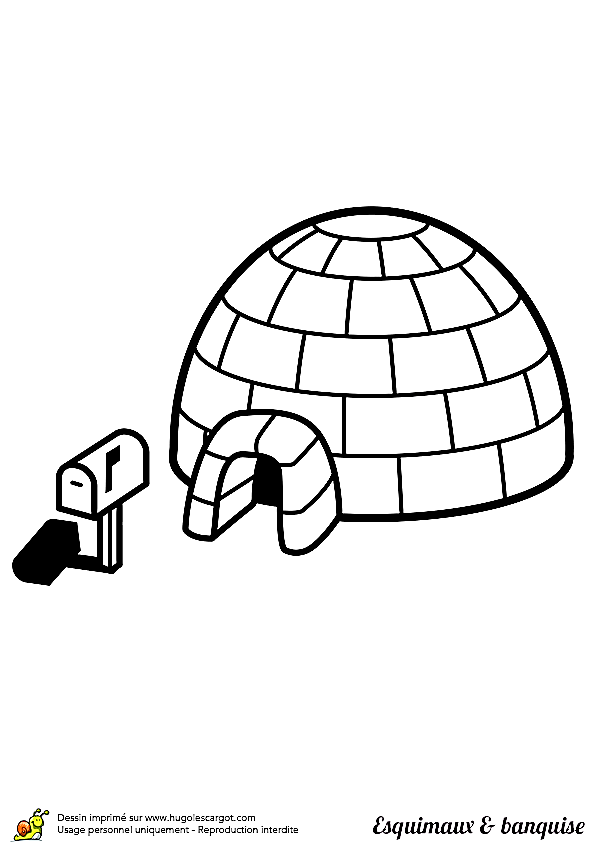 Dessin imprimé sur www.hugolescargot.com
Usage personnel uniquement - Reproduction interdite
Esquimaux & banquise